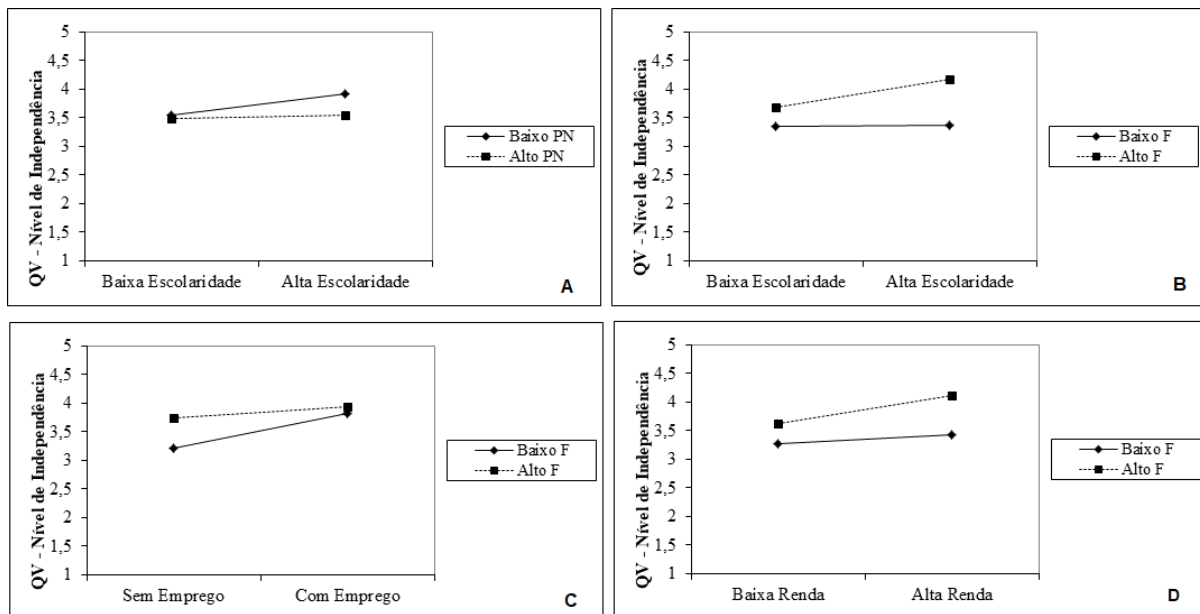 QV - Nível de Independência
5
4,5
4
3,5
3
2,5
2
1,5
1
Baixa Escolaridade
Alta Escolaridade
Baixo PN
Alto PN
A
QV - Nível de Independência
5
4,5
4
3,5
3
2,5
2
1,5
1
Baixa Escolaridade
Alta Escolaridade
Baixo F
Alto F
B
QV - Nível de Independência
5
4,5
4
3,5
3
2,5
2
1,5
1
Sem Emprego
Com Emprego
Baixo F
Alto F
C
QV - Nível de Independência
5
4,5
4
3,5
3
2,5
2
1,5
1
Baixa Renda
Alta Renda
Baixo F
Alto F
D